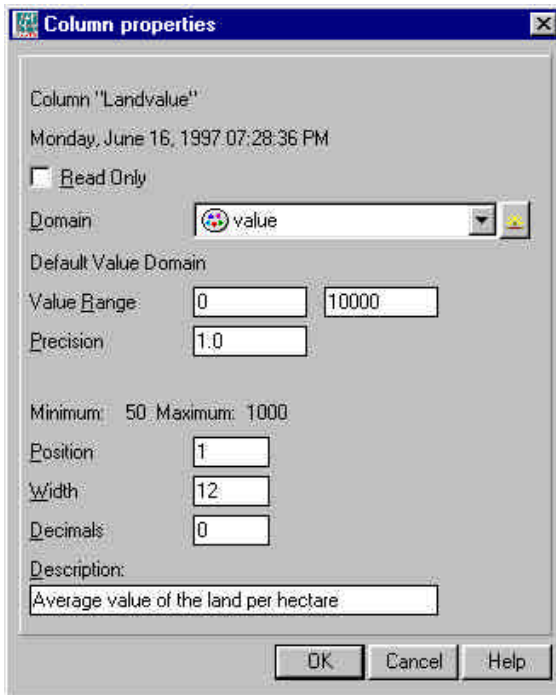 Column properties
Column "Landvalue"
Monday, June 16, 1997 07:28:36 PM
Read Only
Domain value
Default Value Domain
Value Range 0 10000
Precision 1.0
Minimum: 50 Maximum: 1000
Position 1
Width 12
Decimals 0
Description:
Average value of the land per hectare
OK Cancel Help